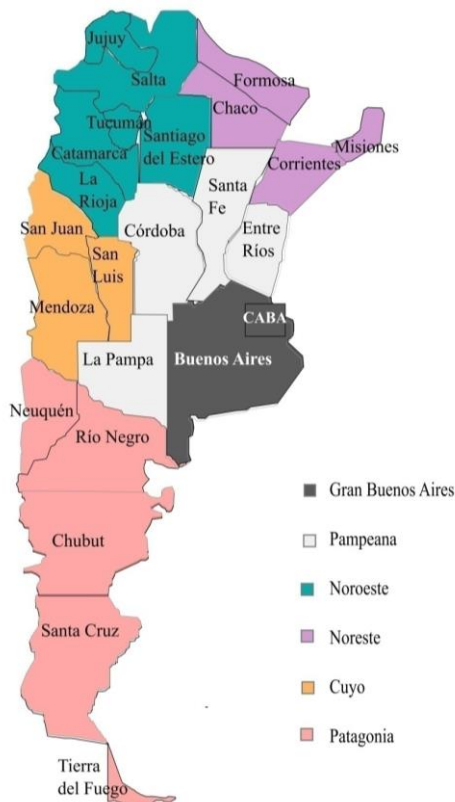 Jujuy
Formosa
Salta
Chaco
Tucumán
Santiago
del Estero
Misiones
Catamarca
Corrientes
La
Rioja
Santa
Fe
San Juan
Córdoba
Entre
Ríos
San
Luis
Mendoza
CABA
La Pampa
Buenos Aires
Neuquén
Río Negro
Chubut
Santa Cruz
Tierra
del Fuego
Gran Buenos Aires
Pampeana
Noroeste
Noreste
Cuyo
Patagonia